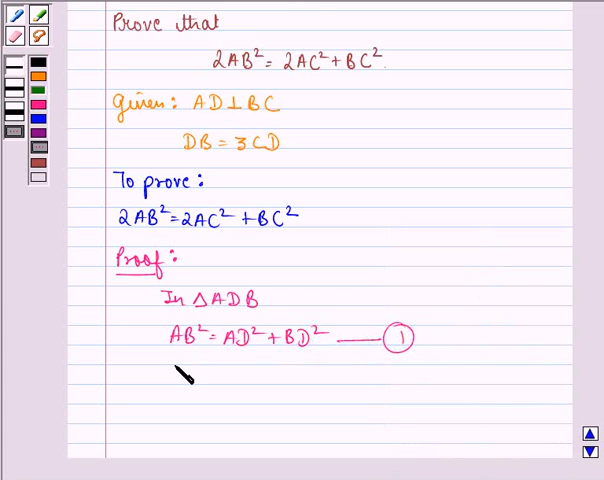 Prove that
2AB² = 2AC² + BC².
Given: AD ⊥ BC
DB = 3CD
To prove:
2AB² = 2AC² + BC²
Proof:
In △ADB
AB² = AD² + BD² —— ①